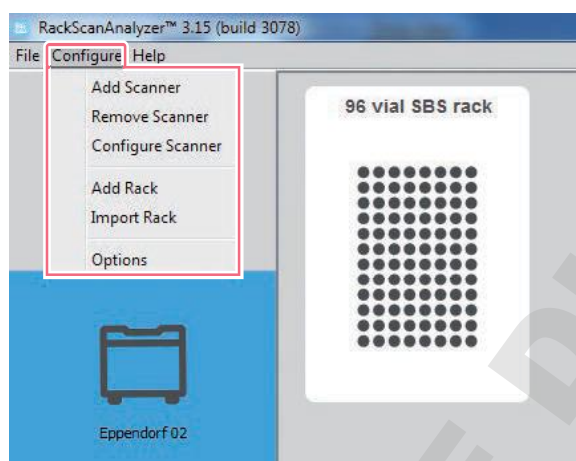 RackScanAnalyzer™ 3.15 (build 3078)
File Configure Help
Add Scanner
Remove Scanner
Configure Scanner
Add Rack
Import Rack
Options
96 vial SBS rack
Eppendorf 02